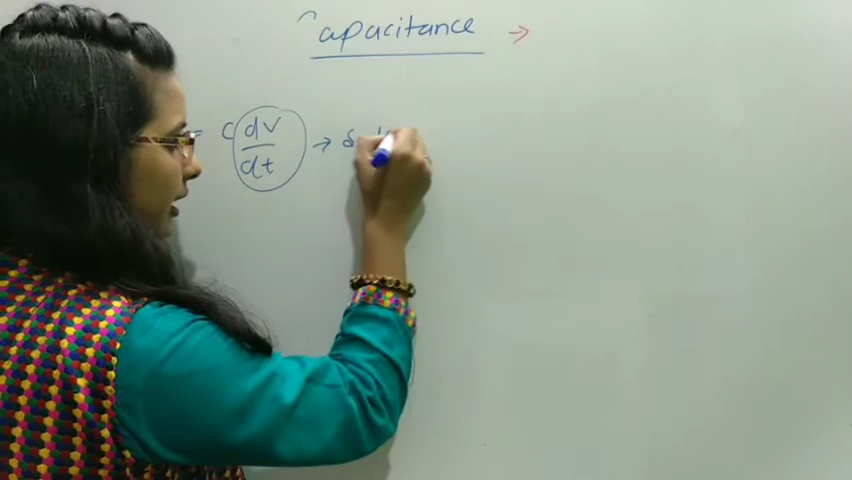 Capacitance →
= C dv/dt →